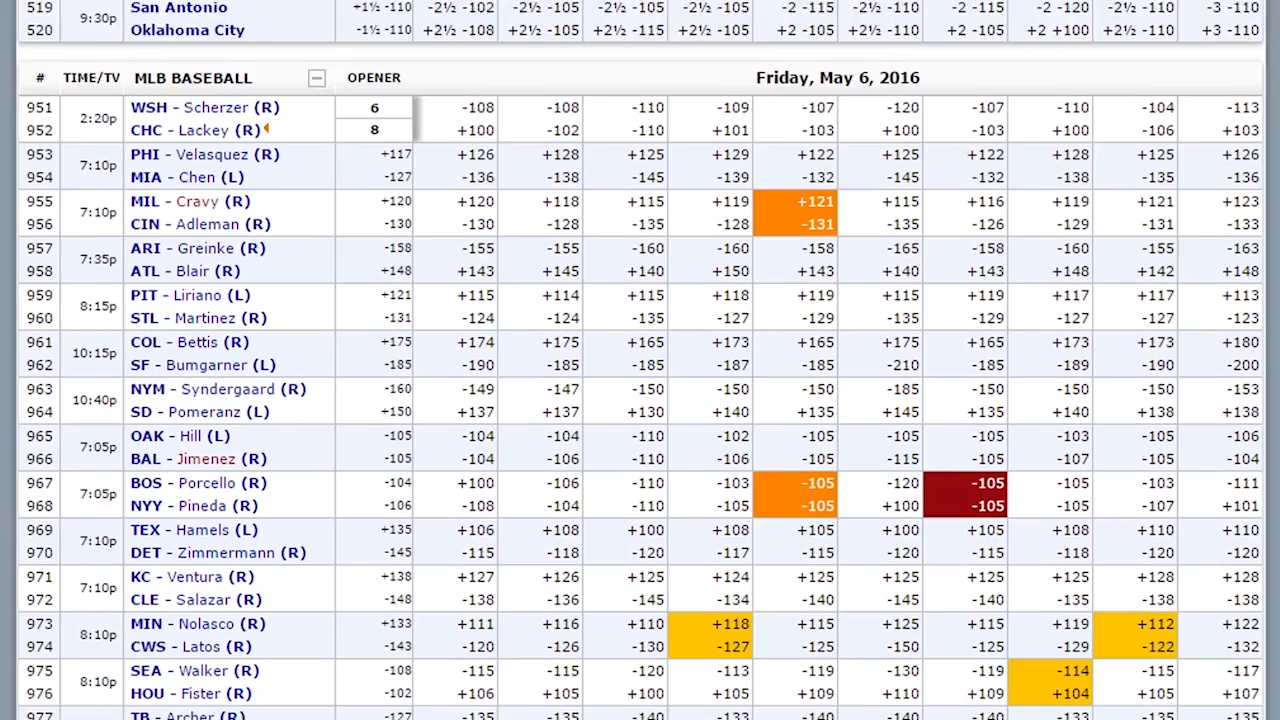 519 San Antonio +1½ -110 -2½ -102 -2½ -105 -2½ -115 -2½ -105 -2 -115 -2½ -110 -2 -115 -2 -120 -2½ -110 -3 -110
9:30p
520 Oklahoma City -1½ -110 +2½ -108 +2½ -105 +2½ -115 +2½ -105 +2 -105 +2½ -110 +2 -105 +2 +100 +2½ -110 +3 -110
# TIME/TV MLB BASEBALL OPENER Friday, May 6, 2016
951 WSH - Scherzer (R) 6 -108 -108 -110 -109 -107 -120 -107 -110 -104 -113
2:20p
952 CHC - Lackey (R) 8 +100 -102 -110 +101 -103 +100 -103 +100 -106 +103
953 PHI - Velasquez (R) +117 +126 +128 +125 +129 +122 +125 +122 +128 +125 +126
7:10p
954 MIA - Chen (L) -127 -136 -138 -145 -139 -132 -145 -132 -138 -135 -136
955 MIL - Cravy (R) +120 +120 +118 +115 +119 +121 +115 +116 +119 +121 +123
7:10p
956 CIN - Adleman (R) -130 -130 -128 -135 -128 -131 -135 -126 -129 -131 -133
957 ARI - Greinke (R) -158 -155 -155 -160 -160 -158 -165 -158 -160 -155 -163
7:35p
958 ATL - Blair (R) +148 +143 +145 +140 +150 +143 +140 +143 +148 +142 +148
959 PIT - Liriano (L) +121 +115 +114 +115 +118 +119 +115 +119 +117 +117 +113
8:15p
960 STL - Martinez (R) -131 -124 -124 -135 -127 -129 -135 -129 -127 -127 -123
961 COL - Bettis (R) +175 +174 +175 +165 +173 +165 +175 +165 +173 +173 +180
10:15p
962 SF - Bumgarner (L) -185 -190 -185 -185 -187 -185 -210 -185 -189 -190 -200
963 NYM - Syndergaard (R) -160 -149 -147 -150 -150 -150 -185 -150 -150 -150 -153
10:40p
964 SD - Pomeranz (L) +150 +137 +137 +130 +140 +135 +145 +135 +140 +138 +138
965 OAK - Hill (L) -105 -104 -104 -110 -102 -105 -105 -105 -103 -105 -106
7:05p
966 BAL - Jimenez (R) -105 -104 -106 -110 -106 -105 -115 -105 -107 -105 -104
967 BOS - Porcello (R) -104 +100 -106 -110 -103 -105 -120 -105 -105 -103 -111
7:05p
968 NYY - Pineda (R) -106 -108 -104 -110 -105 -105 +100 -105 -105 -107 +101
969 TEX - Hamels (L) +135 +106 +108 +100 +108 +105 +100 +105 +108 +110 +110
7:10p
970 DET - Zimmermann (R) -145 -115 -118 -120 -117 -115 -120 -115 -118 -120 -120
971 KC - Ventura (R) +138 +127 +126 +125 +124 +125 +125 +125 +125 +128 +128
7:10p
972 CLE - Salazar (R) -148 -138 -136 -145 -134 -140 -145 -140 -135 -138 -138
973 MIN - Nolasco (R) +133 +111 +116 +110 +118 +115 +115 +115 +119 +112 +122
8:10p
974 CWS - Latos (R) -143 -120 -126 -130 -127 -125 -150 -125 -129 -122 -132
975 SEA - Walker (R) -108 -115 -115 -120 -113 -119 -130 -119 -114 -115 -117
8:10p
976 HOU - Fister (R) -102 +106 +105 +100 +105 +109 +110 +109 +104 +105 +107
977 TB - Archer (R) -127 -135 -135 -140 -133 -140 -140 -140 -133 -135 -135